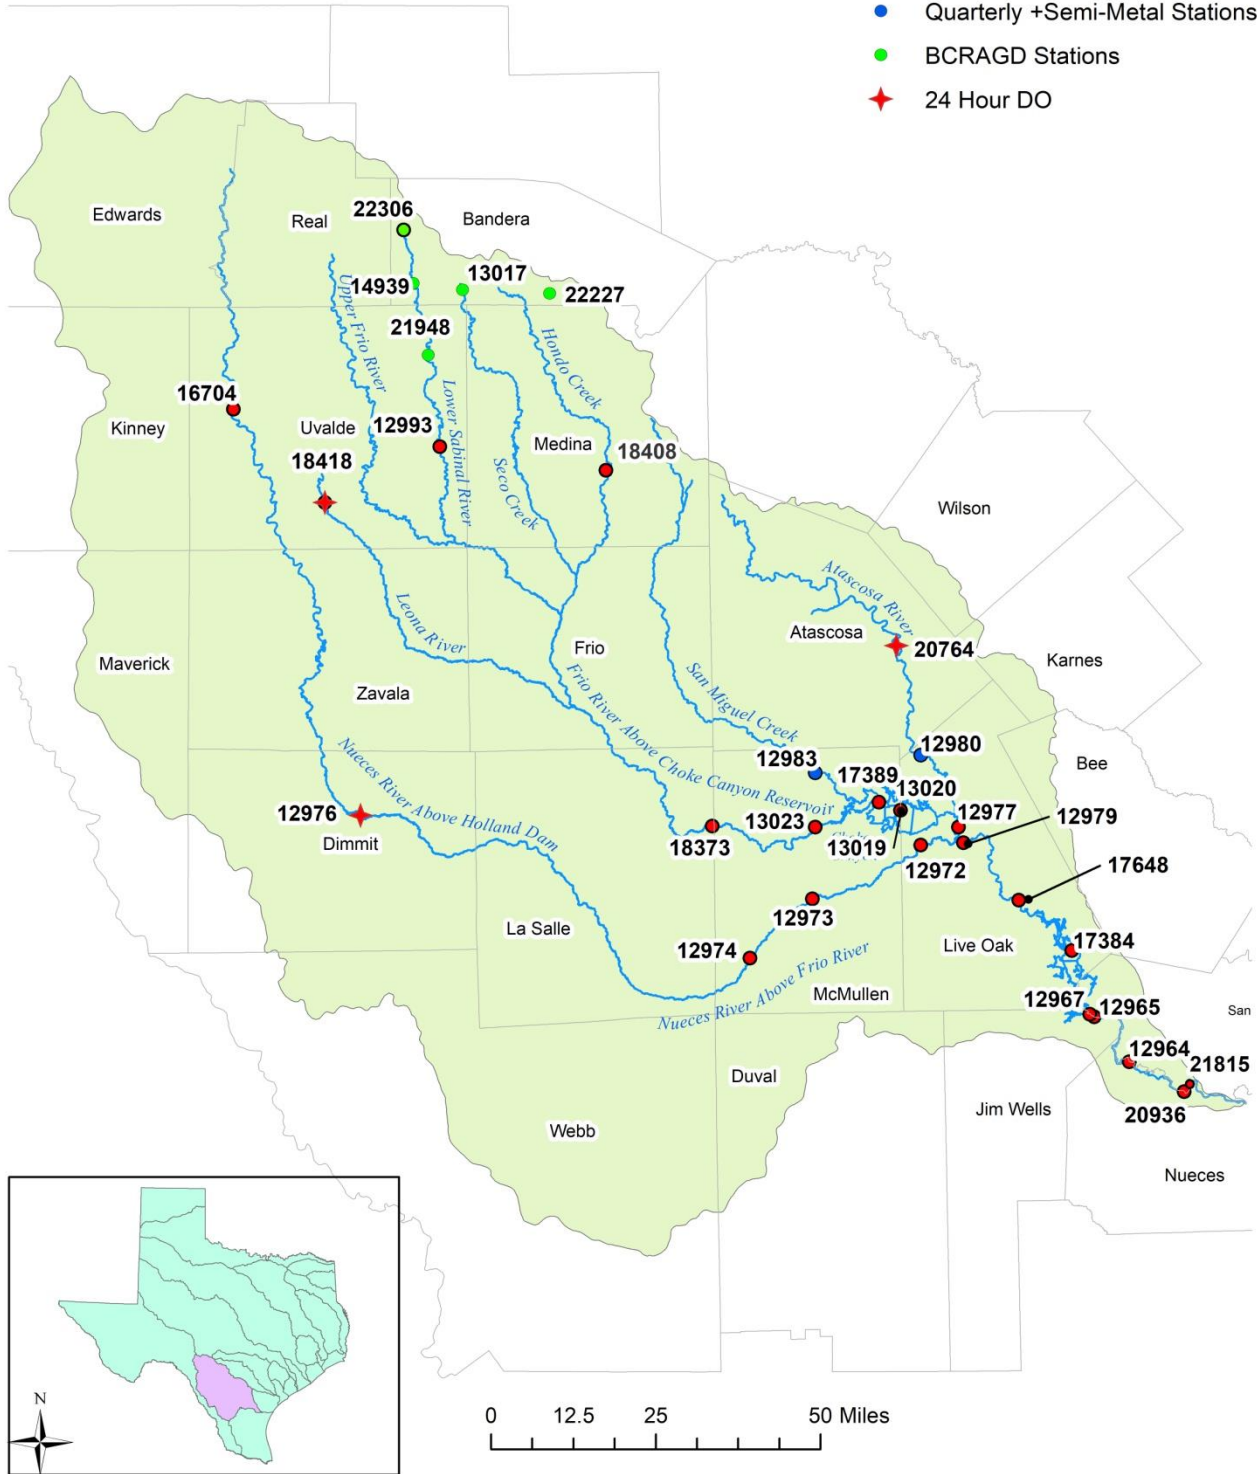 Quarterly +Semi-Metal Stations
BCRAGD Stations
24 Hour DO
Edwards
Real
22306
Bandera
14939
13017
22227
Upper Frio River
21948
Hondo Creek
16704
Kinney
Uvalde
12993
Lower Sabinal River
Medina
18408
18418
Seco Creek
Wilson
Atascosa River
Leona River
Atascosa
20764
Frio
Karnes
Maverick
Zavala
San Miguel Creek
Frio River Above Choke Canyon Reservoir
12980
Bee
12983
17389
13020
Nueces River Above Holland Dam
12976
Dimmit
12977
12979
18373
13023
13019
12972
17648
12973
La Salle
12974
Live Oak
17384
Nueces River Above Frio River
McMullen
12967
12965
San
12964
21815
Duval
20936
Jim Wells
Webb
Nueces
N
0 12.5 25 50 Miles